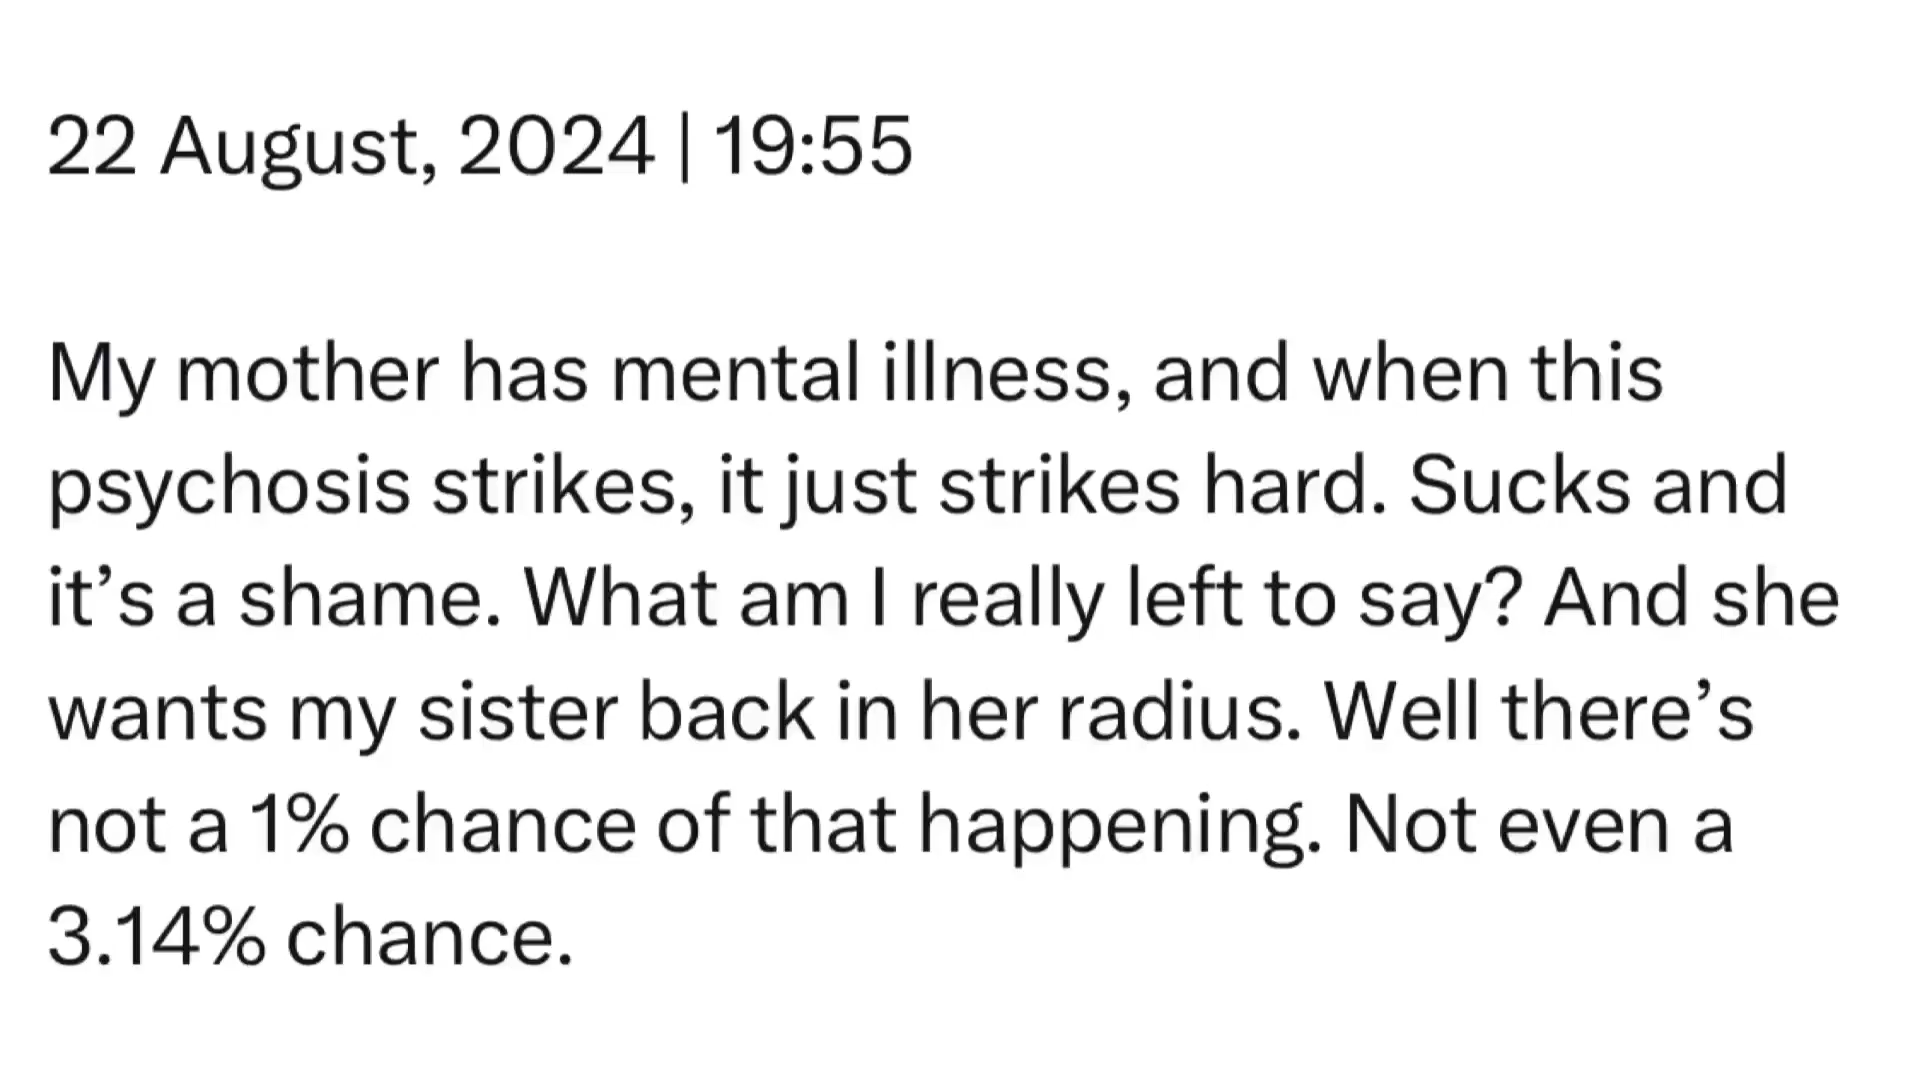 22 August, 2024 | 19:55
My mother has mental illness, and when this
psychosis strikes, it just strikes hard. Sucks and
it’s a shame. What am I really left to say? And she
wants my sister back in her radius. Well there’s
not a 1% chance of that happening. Not even a
3.14% chance.